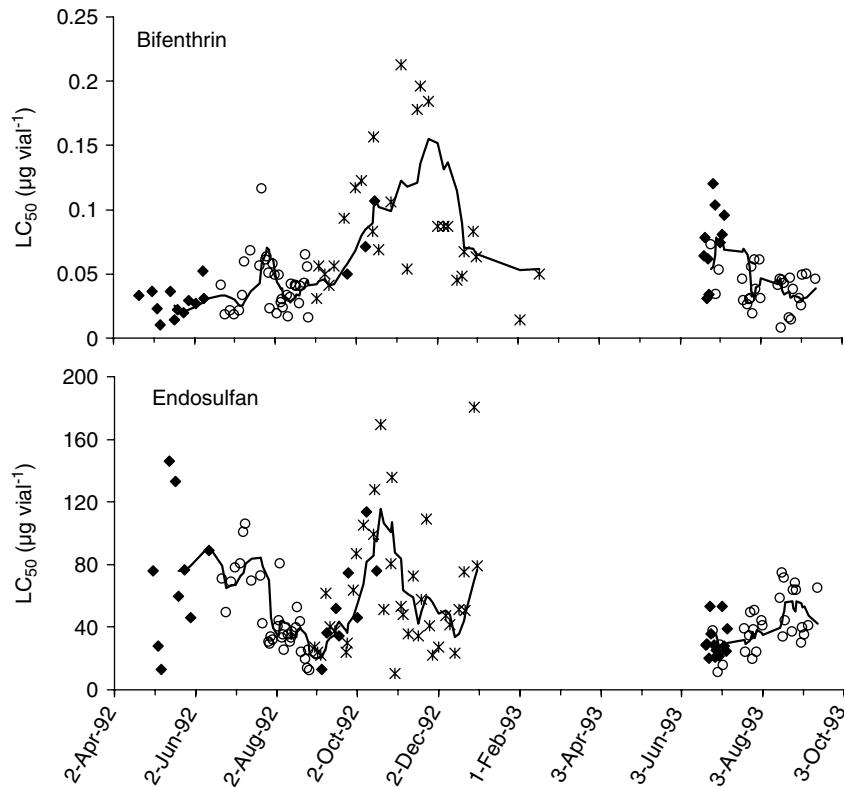 Bifenthrin
LC50 (µg vial-1)
0.25
0.2
0.15
0.1
0.05
0
Endosulfan
LC50 (µg vial-1)
200
160
120
80
40
0
2-Apr-92
2-Jun-92
2-Aug-92
2-Oct-92
2-Dec-92
1-Feb-93
3-Apr-93
3-Jun-93
3-Aug-93
3-Oct-93